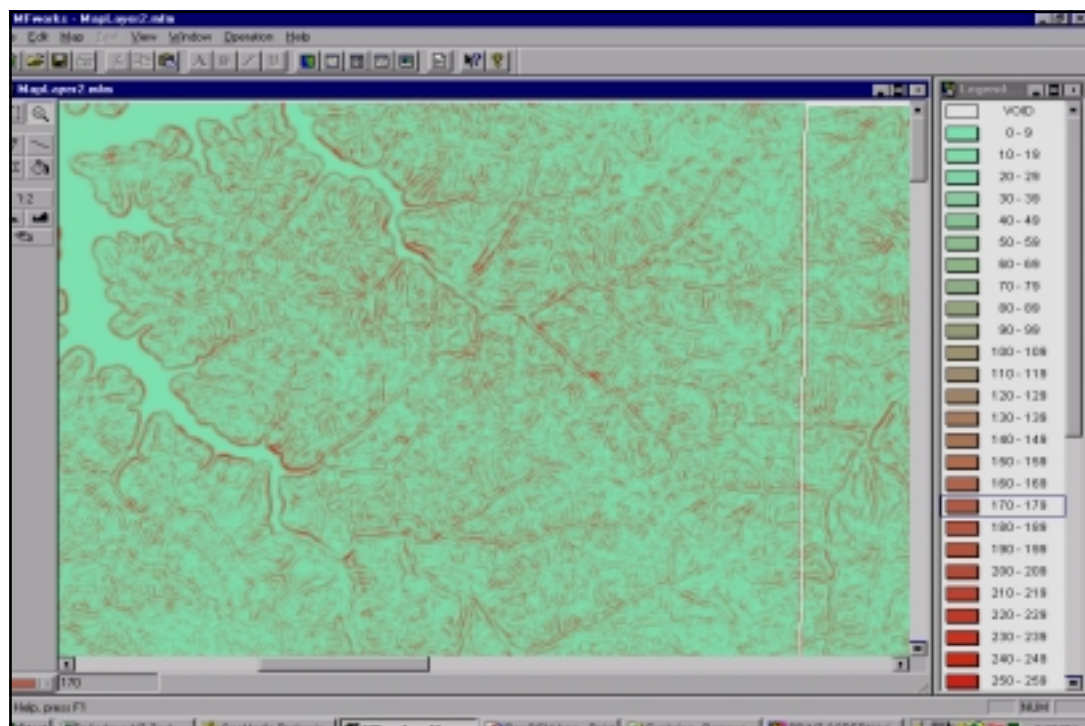 MFworks - MapLayer2.mfm
Edit Map Text View Window Operation Help
MapLayer2.mfm
Legend
1:2
VOID
0 - 9
10 - 19
20 - 29
30 - 39
40 - 49
50 - 59
60 - 69
70 - 79
80 - 89
90 - 99
100 - 109
110 - 119
120 - 129
130 - 139
140 - 149
150 - 159
160 - 169
170 - 179
180 - 189
190 - 199
200 - 209
210 - 219
220 - 229
230 - 239
240 - 249
250 - 259
170
Help, press F1
NUM